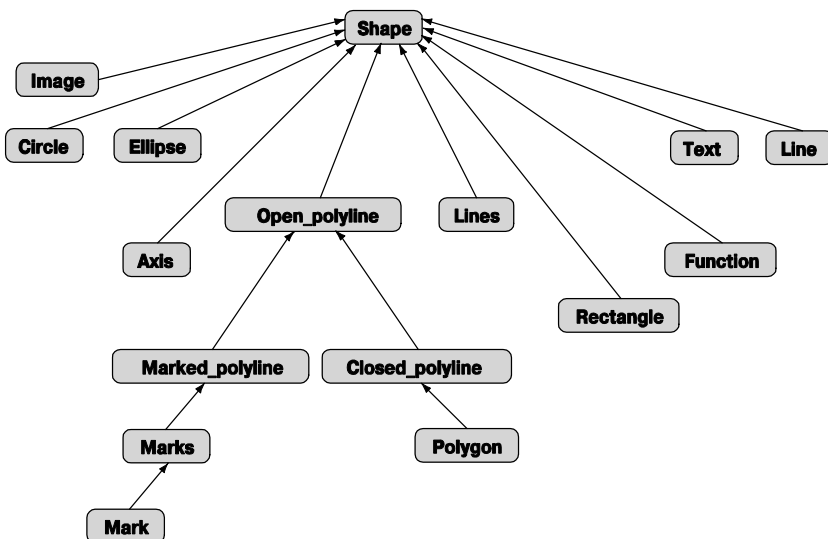 Shape
Image
Circle
Ellipse
Text
Line
Open_polyline
Lines
Axis
Function
Rectangle
Marked_polyline
Closed_polyline
Marks
Polygon
Mark